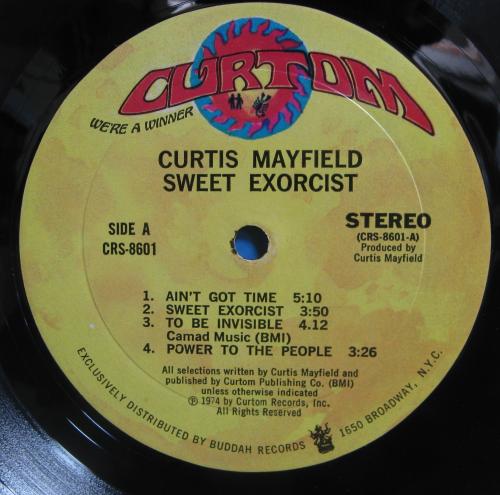 CURTOM
WE'RE A WINNER
CURTIS MAYFIELD
SWEET EXORCIST
SIDE A
CRS-8601
STEREO
(CRS-8601-A)
Produced by
Curtis Mayfield
1. AIN'T GOT TIME 5:10
2. SWEET EXORCIST 3:50
3. TO BE INVISIBLE 4.12
Camad Music (BMI)
4. POWER TO THE PEOPLE 3:26
All selections written by Curtis Mayfield and
published by Curtom Publishing Co. (BMI)
unless otherwise indicated
℗ 1974 by Curtom Records, Inc.
All Rights Reserved
EXCLUSIVELY DISTRIBUTED BY BUDDAH RECORDS 1650 BROADWAY, N.Y.C.